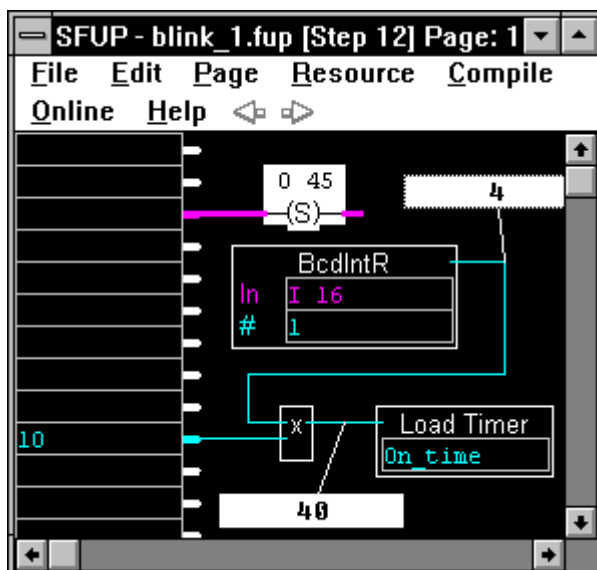 SFUP - blink_1.fup [Step 12] Page: 1
File Edit Page Resource Compile
Online Help
0 45
(S)
4
BcdIntR
In I 16
# 1
10
x
Load Timer
On_time
40